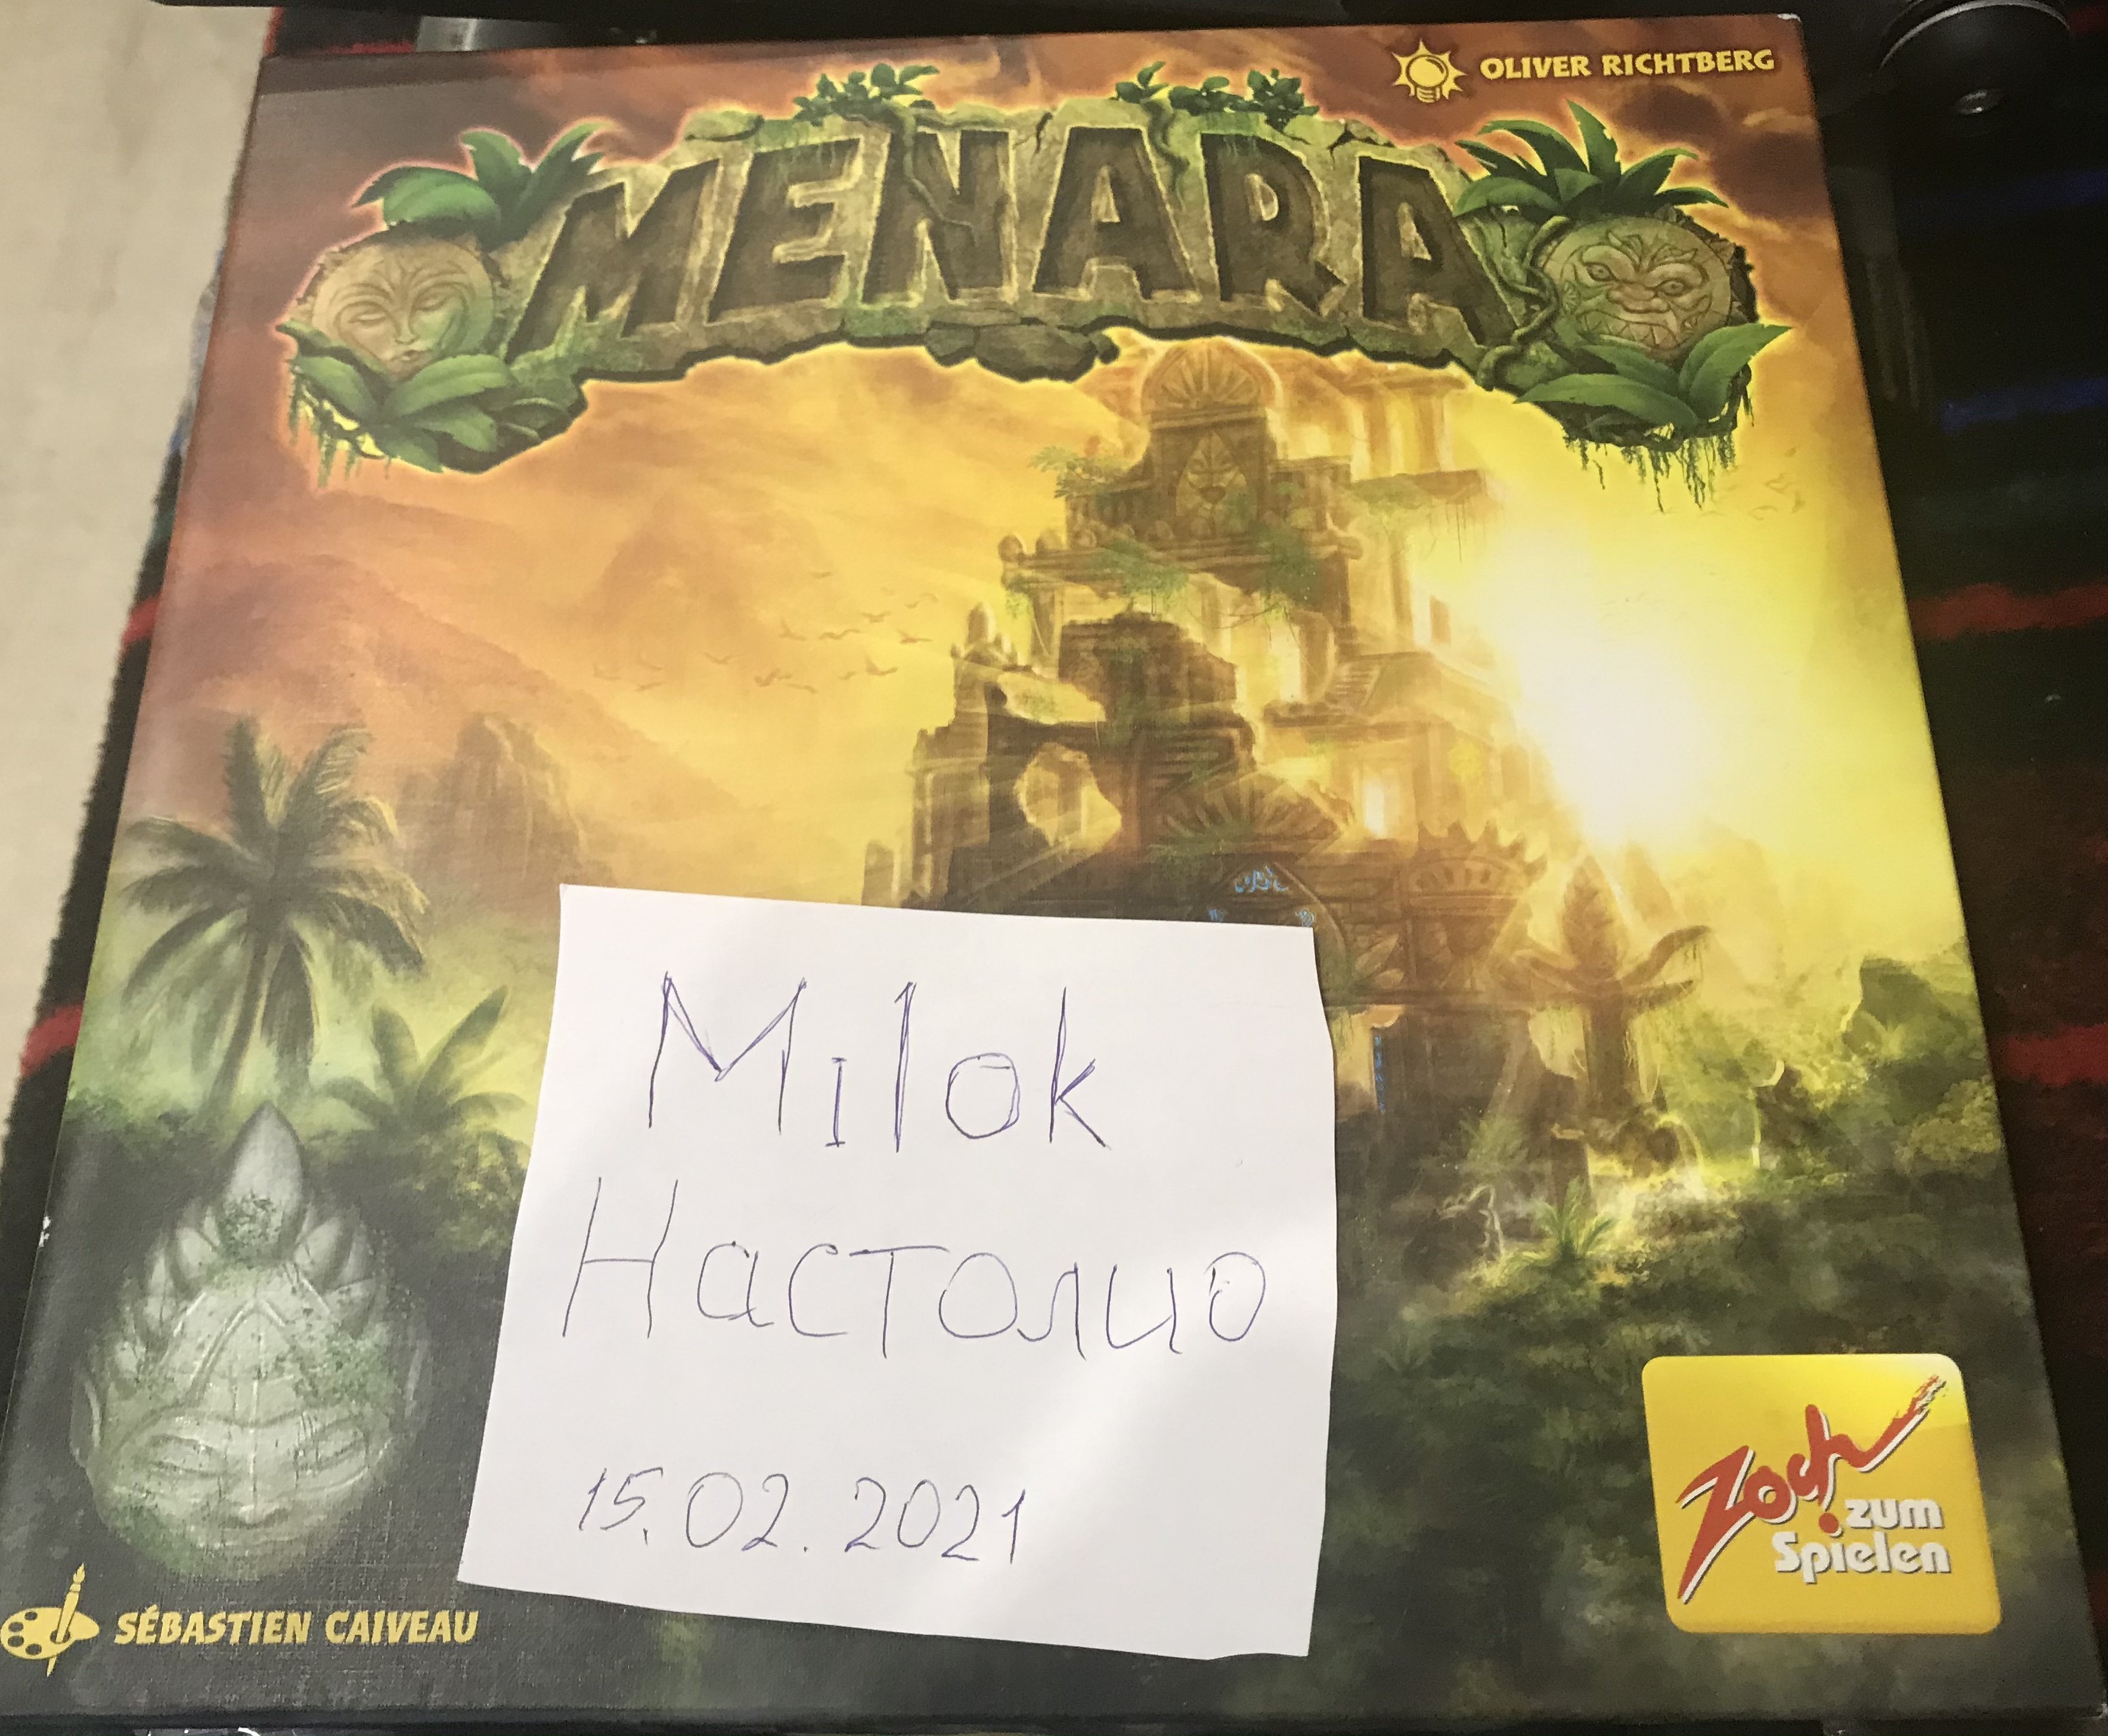 OLIVER RICHTBERG
MENARA
Milok
Настолио
15.02.2021
Zoch
zum
Spielen
SÉBASTIEN CAIVEAU